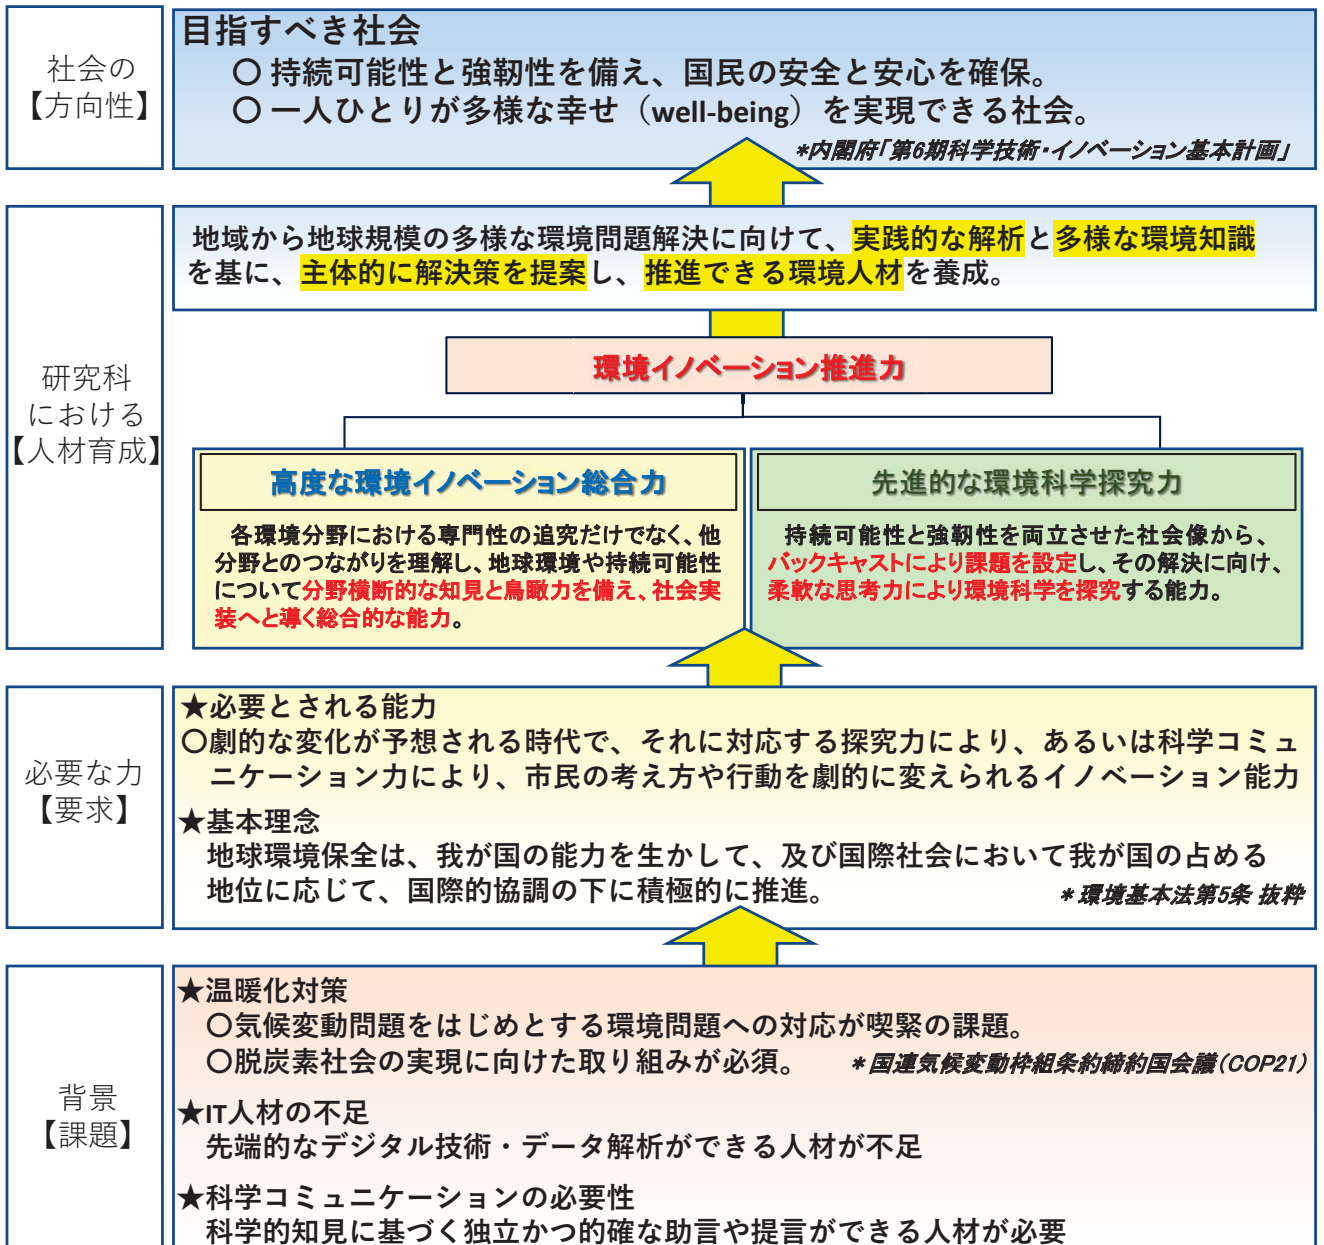 社会の
【方向性】
目指すべき社会
〇 持続可能性と強靭性を備え、国民の安全と安心を確保。
〇 一人ひとりが多様な幸せ（well-being）を実現できる社会。
*内閣府「第6期科学技術・イノベーション基本計画」
研究科
における
【人材育成】
地域から地球規模の多様な環境問題解決に向けて、実践的な解析と多様な環境知識
を基に、主体的に解決策を提案し、推進できる環境人材を養成。
環境イノベーション推進力
高度な環境イノベーション総合力
各環境分野における専門性の追究だけでなく、他
分野とのつながりを理解し、地球環境や持続可能性
について分野横断的な知見と鳥瞰力を備え、社会実
装へと導く総合的な能力。
先進的な環境科学探究力
持続可能性と強靭性を両立させた社会像から、
バックキャストにより課題を設定し、その解決に向け、
柔軟な思考力により環境科学を探究する能力。
必要な力
【要求】
★必要とされる能力
〇劇的な変化が予想される時代で、それに対応する探究力により、あるいは科学コミュ
ニケーション力により、市民の考え方や行動を劇的に変えられるイノベーション能力
★基本理念
地球環境保全は、我が国の能力を生かして、及び国際社会において我が国の占める
地位に応じて、国際的協調の下に積極的に推進。
* 環境基本法第5条 抜粋
背景
【課題】
★温暖化対策
〇気候変動問題をはじめとする環境問題への対応が喫緊の課題。
〇脱炭素社会の実現に向けた取り組みが必須。
* 国連気候変動枠組条約締約国会議（COP21）
★IT人材の不足
先端的なデジタル技術・データ解析ができる人材が不足
★科学コミュニケーションの必要性
科学的知見に基づく独立かつ的確な助言や提言ができる人材が必要